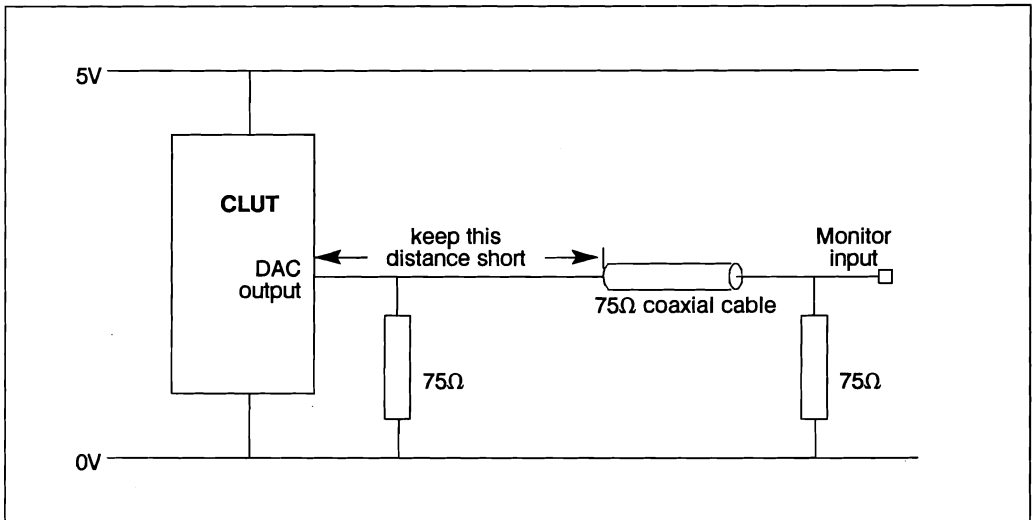 5V
CLUT
DAC
output
keep this
distance short
Monitor
input
75Ω coaxial cable
75Ω
75Ω
0V